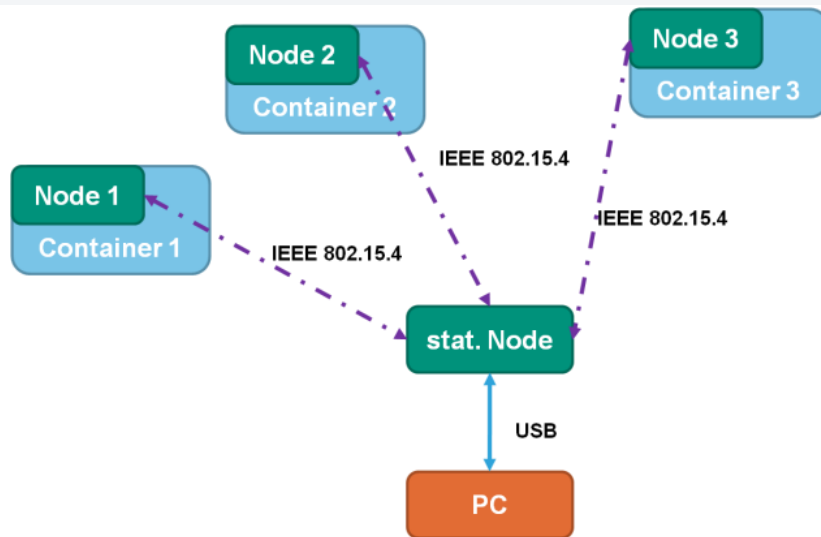 Node 1
Container 1
Node 2
Container 2
Node 3
Container 3
IEEE 802.15.4
IEEE 802.15.4
IEEE 802.15.4
stat. Node
USB
PC